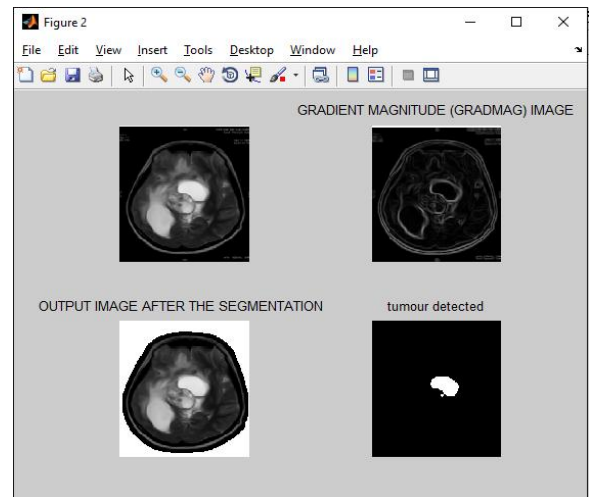 Figure 2
File Edit View Insert Tools Desktop Window Help
GRADIENT MAGNITUDE (GRADMAG) IMAGE
OUTPUT IMAGE AFTER THE SEGMENTATION
tumour detected